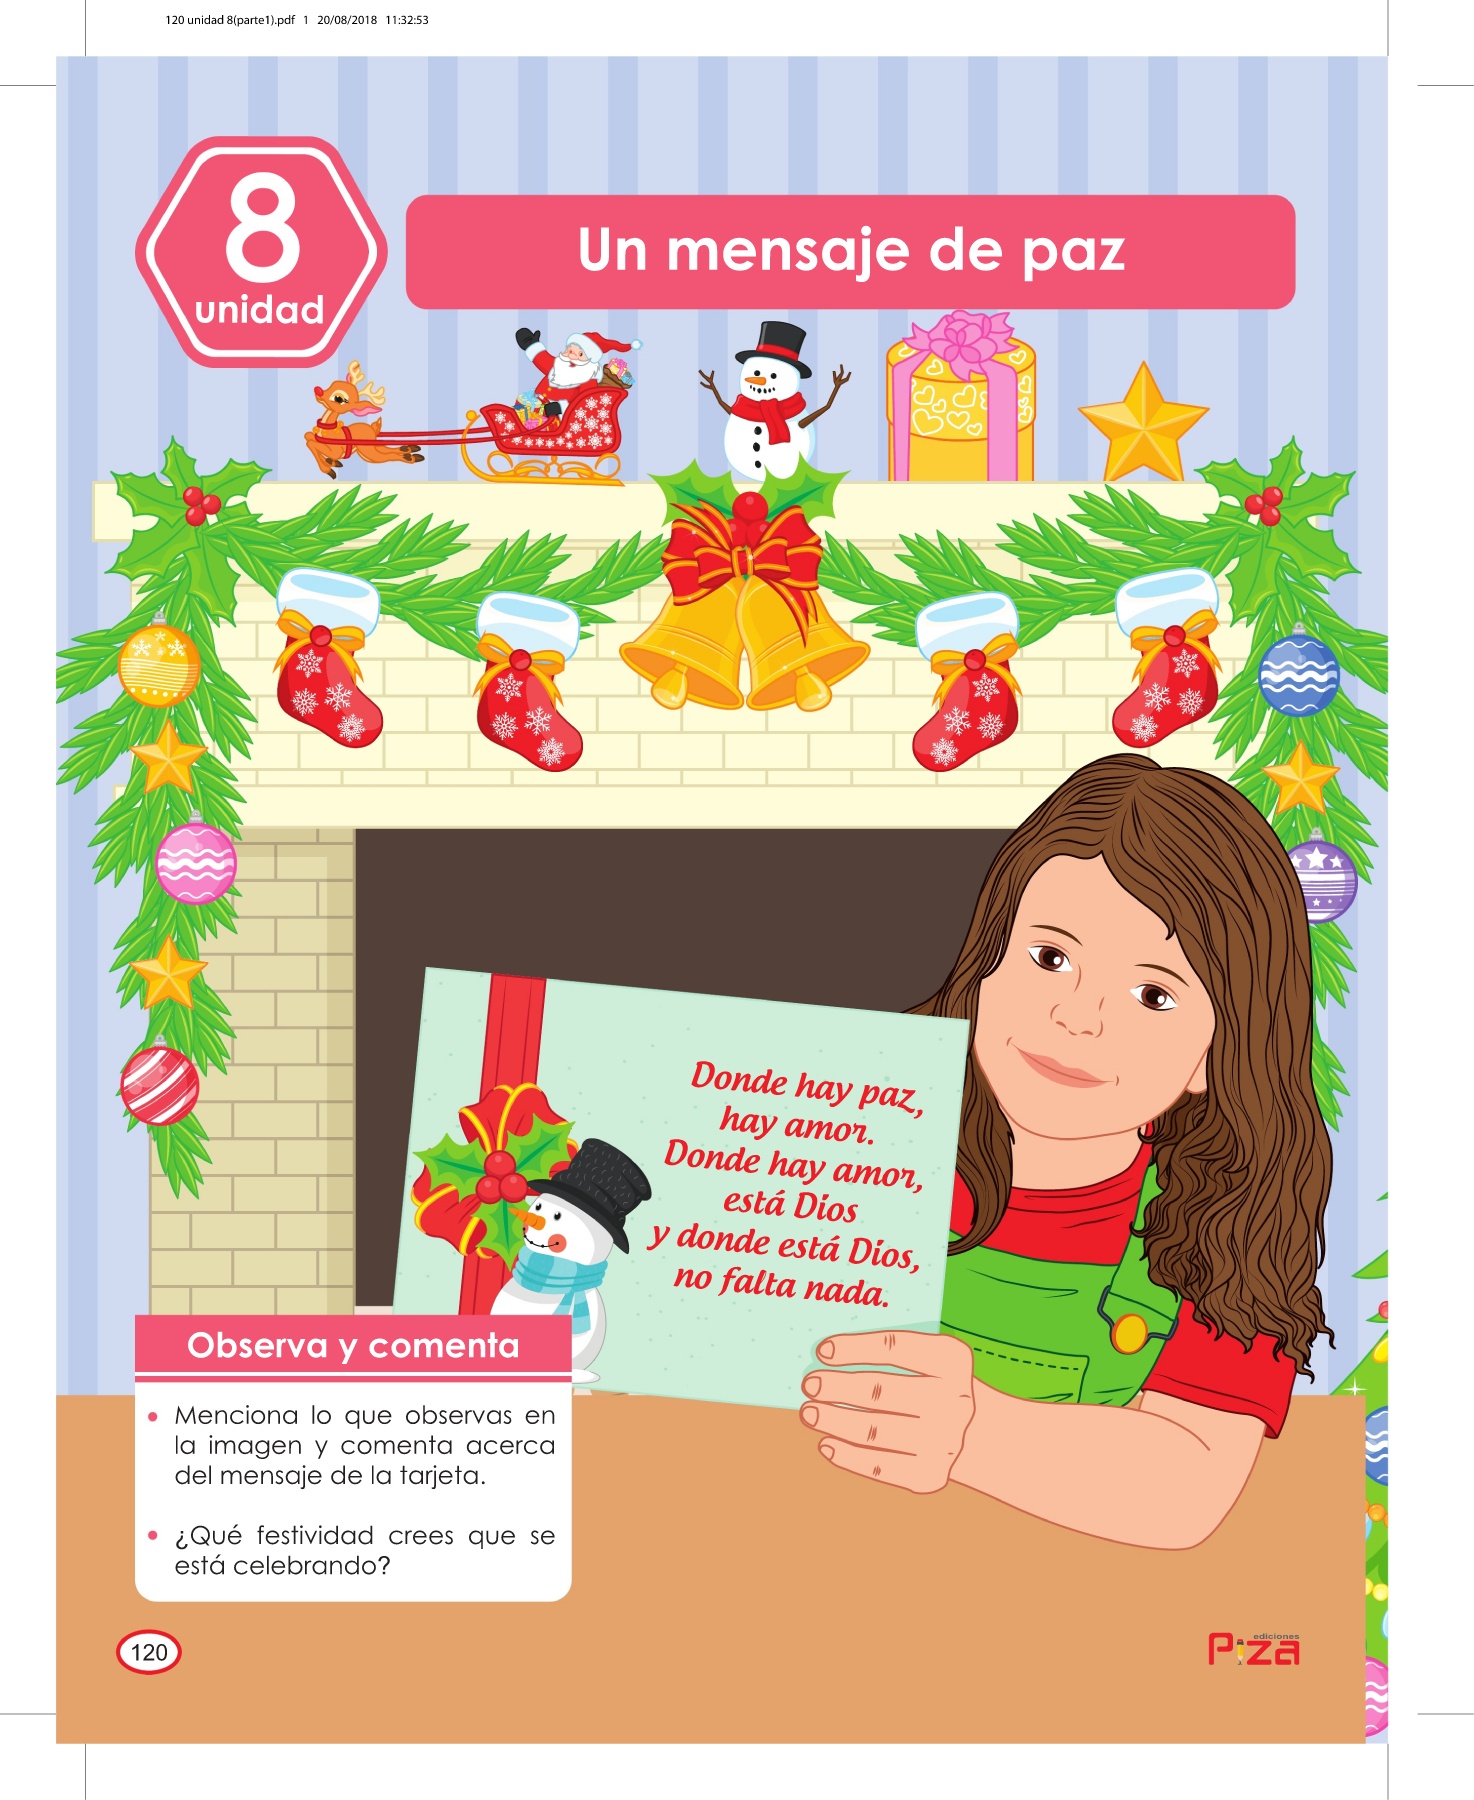 120 unidad 8(parte1).pdf 1 20/08/2018 11:32:53
8
unidad
Un mensaje de paz
Donde hay paz,
hay amor.
Donde hay amor,
está Dios
y donde está Dios,
no falta nada.
Observa y comenta
• Menciona lo que observas en
la imagen y comenta acerca
del mensaje de la tarjeta.
• ¿Qué festividad crees que se
está celebrando?
120
ediciones
Piza